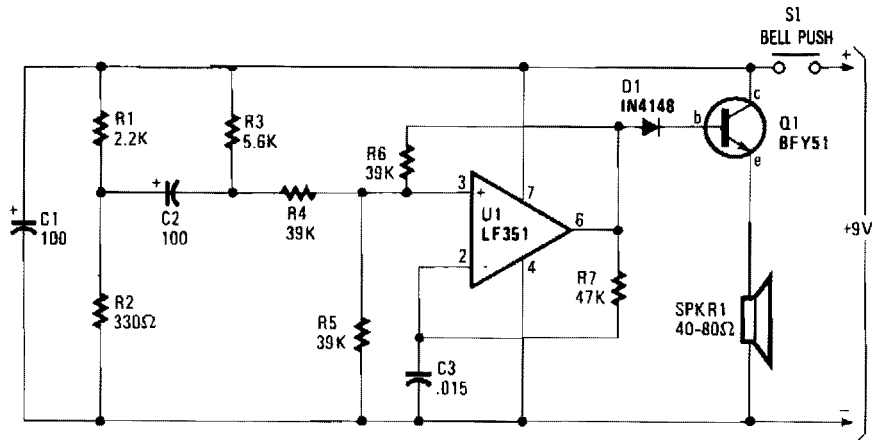 S1
BELL PUSH
+
D1
IN4148
c
b
Q1
BFY51
e
R1
2.2K
R3
5.6K
R6
39K
+
C1
100
+
C2
100
R4
39K
3
+
7
U1
LF351
6
2
-
4
R7
47K
+9V
R2
330Ω
R5
39K
C3
.015
SPKR1
40-80Ω
-